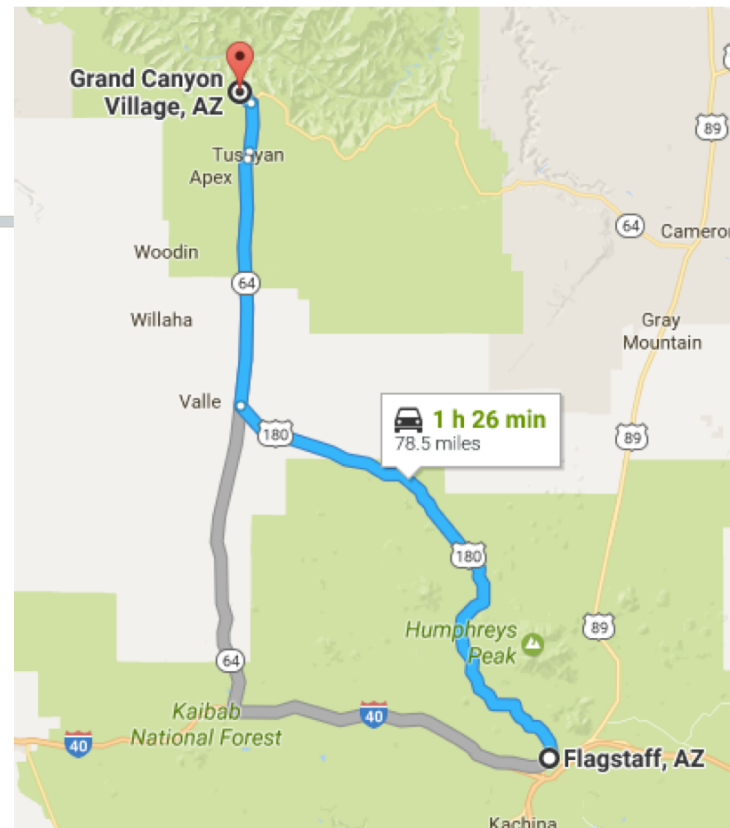 Grand Canyon
Village, AZ
89
Tusayan
Apex
64
Cameron
Woodin
64
Willaha
Gray
Mountain
Valle
1 h 26 min
78.5 miles
180
89
180
Humphreys
Peak
89
64
Kaibab
National Forest
40
40
Flagstaff, AZ
Kachina